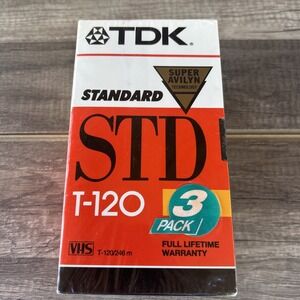 TDK®
SUPER
AVILYN
TECHNOLOGY
STANDARD
STD
T-120
3
PACK
VHS
T-120/246 m
FULL LIFETIME
WARRANTY